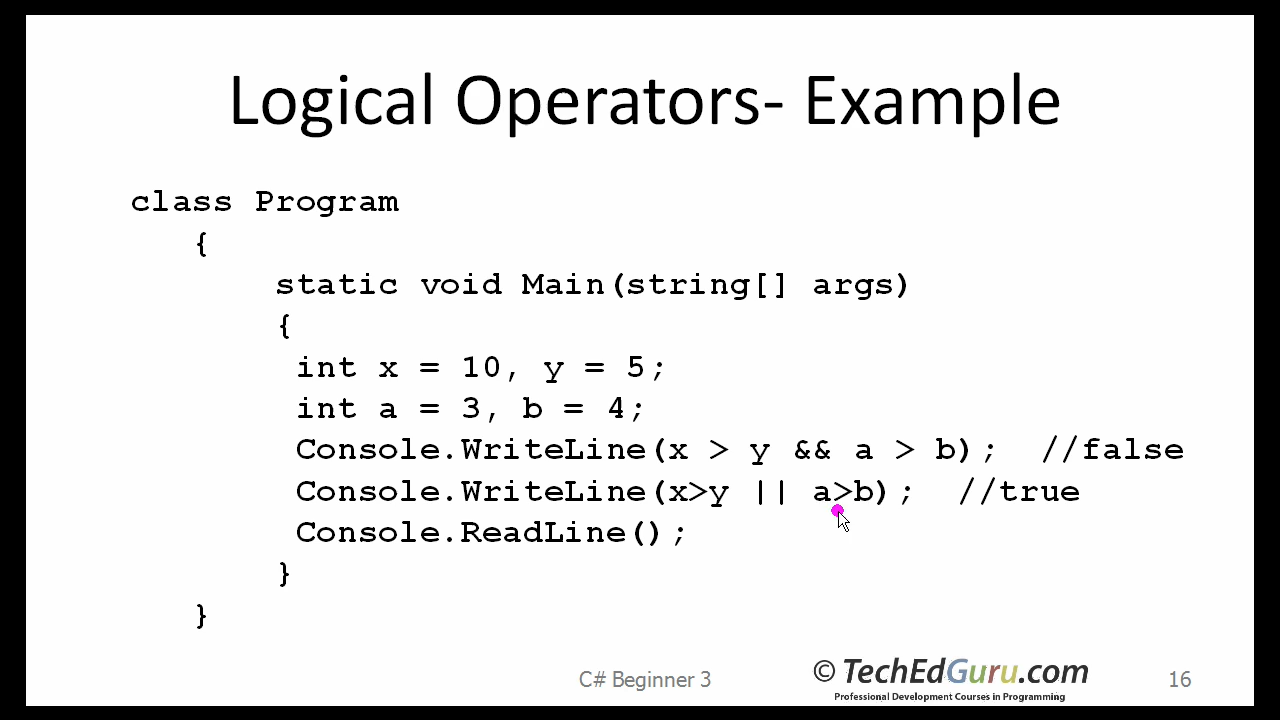 Logical Operators- Example
class Program
{
static void Main(string[] args)
{
int x = 10, y = 5;
int a = 3, b = 4;
Console.WriteLine(x > y && a > b);  //false
Console.WriteLine(x>y || a>b);  //true
Console.ReadLine();
}
}
C# Beginner 3
© TechEdGuru.com
Professional Development Courses in Programming
16